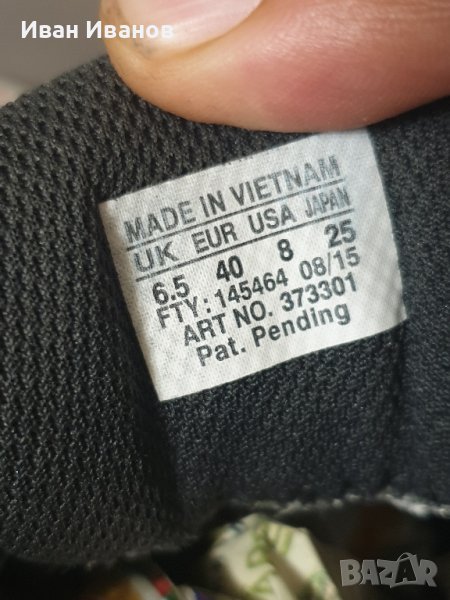 Иван Иванов
MADE IN VIETNAM
UK EUR USA JAPAN
6.5 40 8 25
FTY: 145464 08/15
ART NO. 373301
Pat. Pending
BAZAR